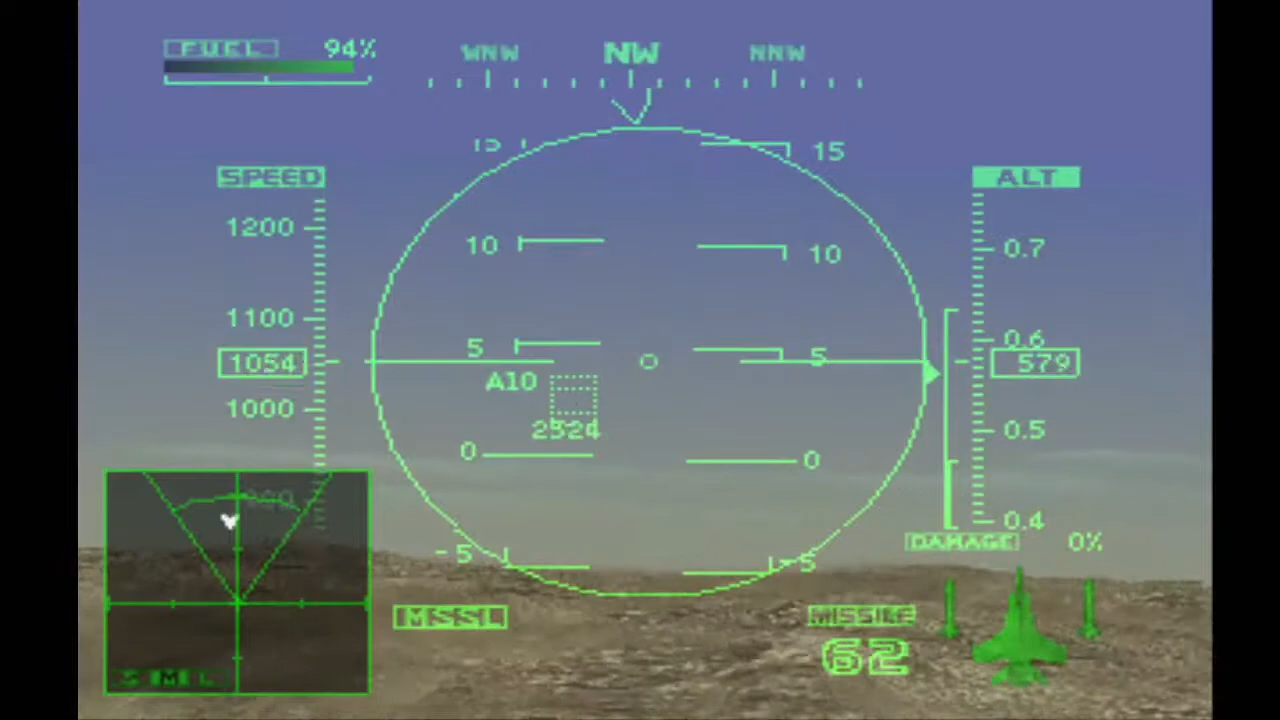 FUEL 94%
WNW NW NNW
15 15
SPEED ALT
1200
0.7
10 10
1100
0.6
5 5
1054 579
A10
1000
2524
0.5
0 0
0.4
DAMAGE 0%
-5 -5
MSSL MISSILE
62